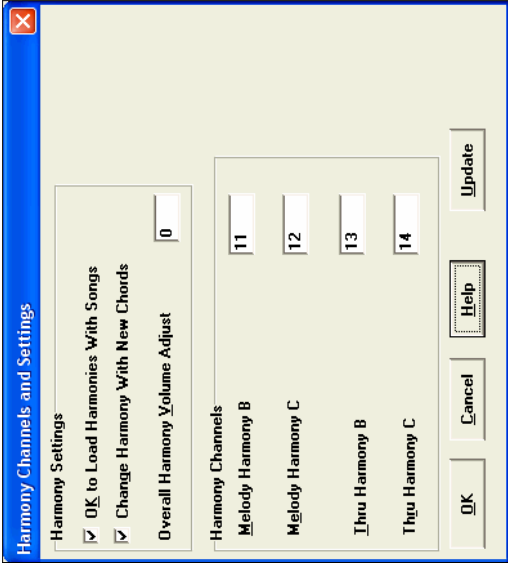 Harmony Channels and Settings
Harmony Settings
OK to Load Harmonies With Songs
Change Harmony With New Chords
Overall Harmony Volume Adjust 0
Harmony Channels
Melody Harmony B 11
Melody Harmony C 12
Thru Harmony B 13
Thru Harmony C 14
OK Cancel Help Update